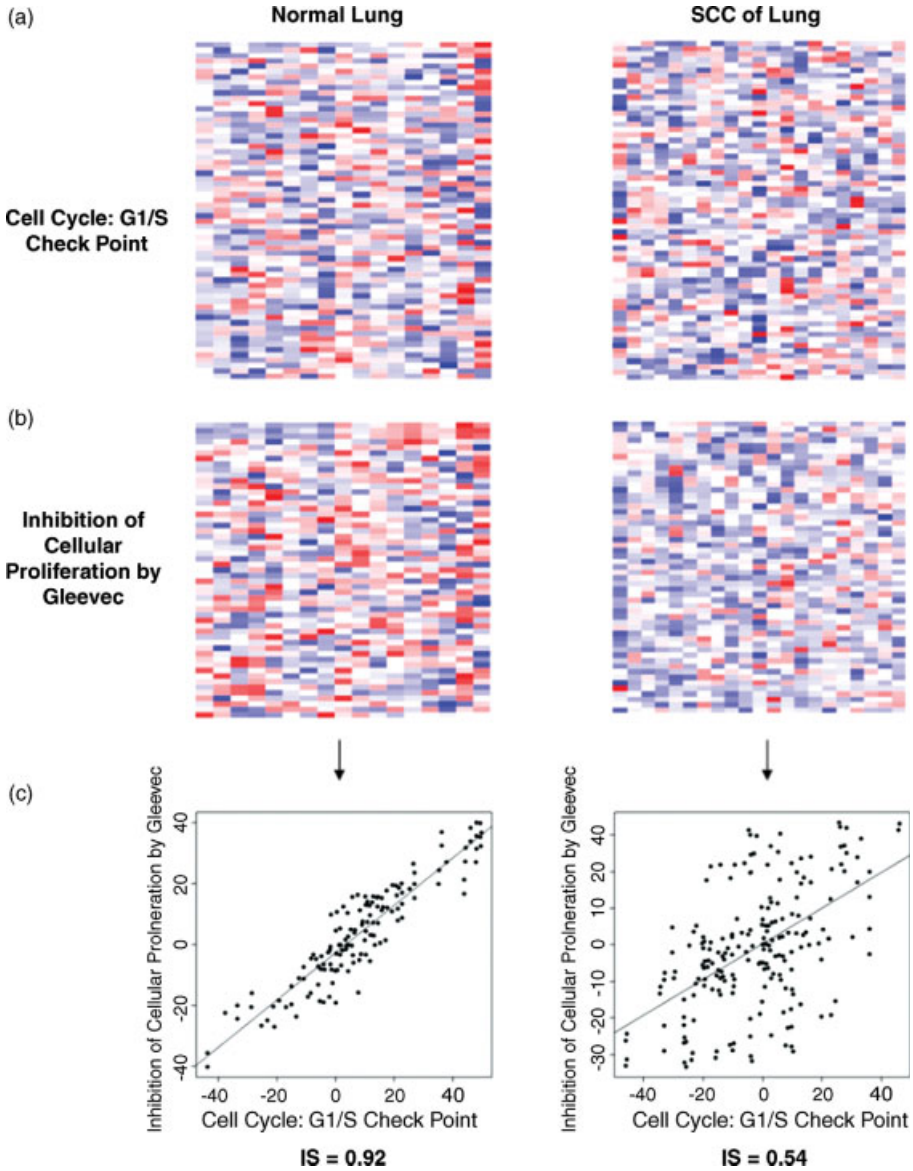 (a)
Normal Lung
SCC of Lung
Cell Cycle: G1/S
Check Point
(b)
Inhibition of
Cellular
Proliferation by
Gleevec
(c)
Inhibition of Cellular Prolneration by Gleevec
40
20
0
-20
-40
-40
-20
0
20
40
Cell Cycle: G1/S Check Point
IS = 0.92
Inhibition of Cellular Prolneration by Gleevec
40
30
20
10
0
-10
-20
-30
-40
-20
0
20
40
Cell Cycle: G1/S Check Point
IS = 0.54